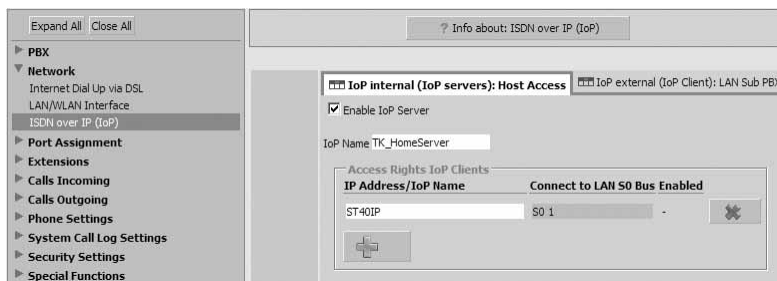 Expand All Close All
? Info about: ISDN over IP (IoP)
PBX
Network
Internet Dial Up via DSL
LAN/WLAN Interface
ISDN over IP (IoP)
Port Assignment
Extensions
Calls Incoming
Calls Outgoing
Phone Settings
System Call Log Settings
Security Settings
Special Functions
IoP internal (IoP servers): Host Access
IoP external (IoP Client): LAN Sub PBX
Enable IoP Server
IoP Name TK_HomeServer
Access Rights IoP Clients
IP Address/IoP Name Connect to LAN S0 Bus Enabled
ST40IP S0 1 -